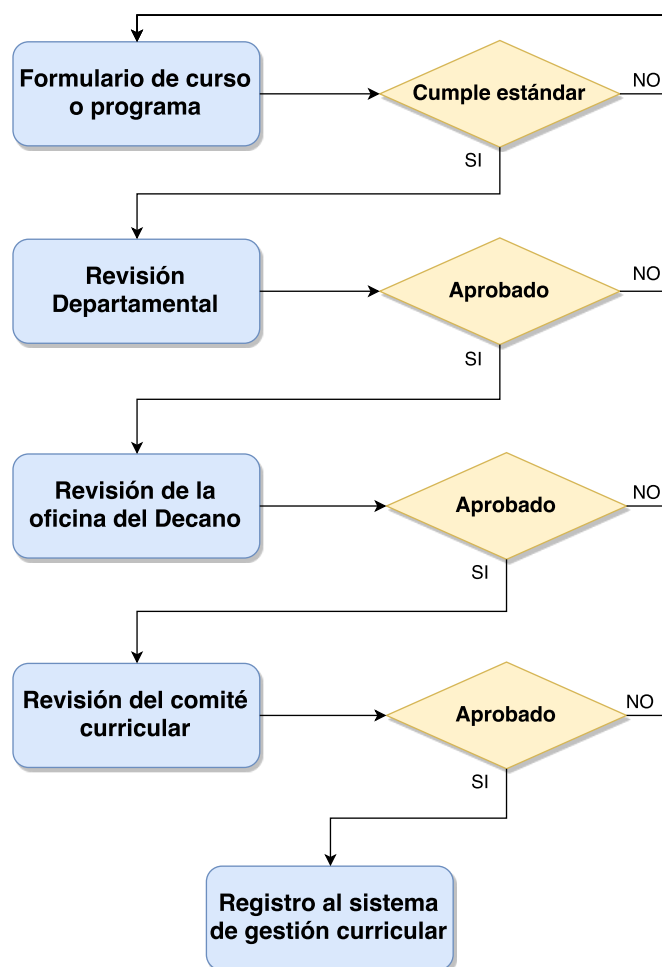 Formulario de curso
o programa
Cumple estándar
NO
SI
Revisión
Departamental
Aprobado
NO
SI
Revisión de la
oficina del Decano
Aprobado
NO
SI
Revisión del comité
curricular
Aprobado
NO
SI
Registro al sistema
de gestión curricular